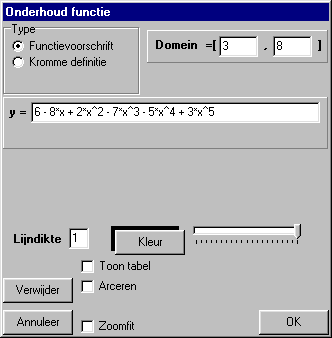 Onderhoud functie
Type
Functievoorschrift
Kromme definitie
Domein =[ 3 , 8 ]
y = 6 - 8*x + 2*x^2 - 7*x^3 - 5*x^4 + 3*x^5
Lijndikte 1 Kleur
Toon tabel
Verwijder Arceren
Annuleer Zoomfit OK